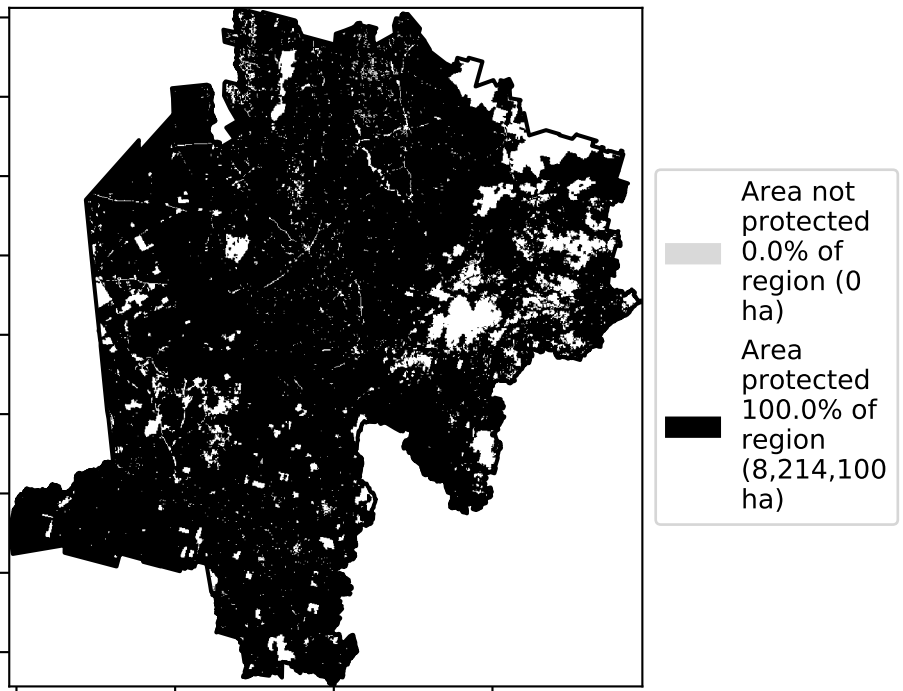 Area not
protected
0.0% of
region (0
ha)
Area
protected
100.0% of
region
(8,214,100
ha)